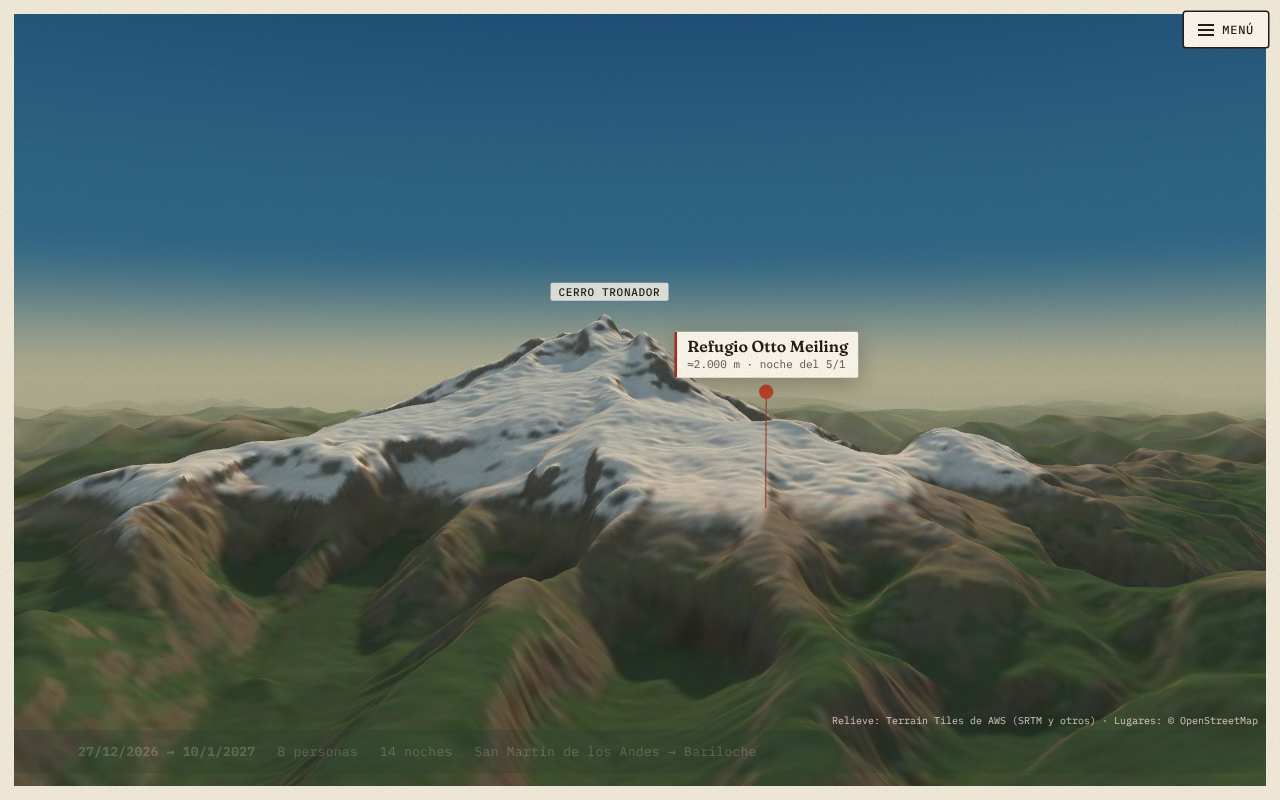 MENÚ
CERRO TRONADOR
Refugio Otto Meiling
≈2.000 m · noche del 5/1
Relieve: Terrain Tiles de AWS (SRTM y otros) · Lugares: © OpenStreetMap
27/12/2026 → 10/1/2027 8 personas 14 noches San Martín de los Andes → Bariloche